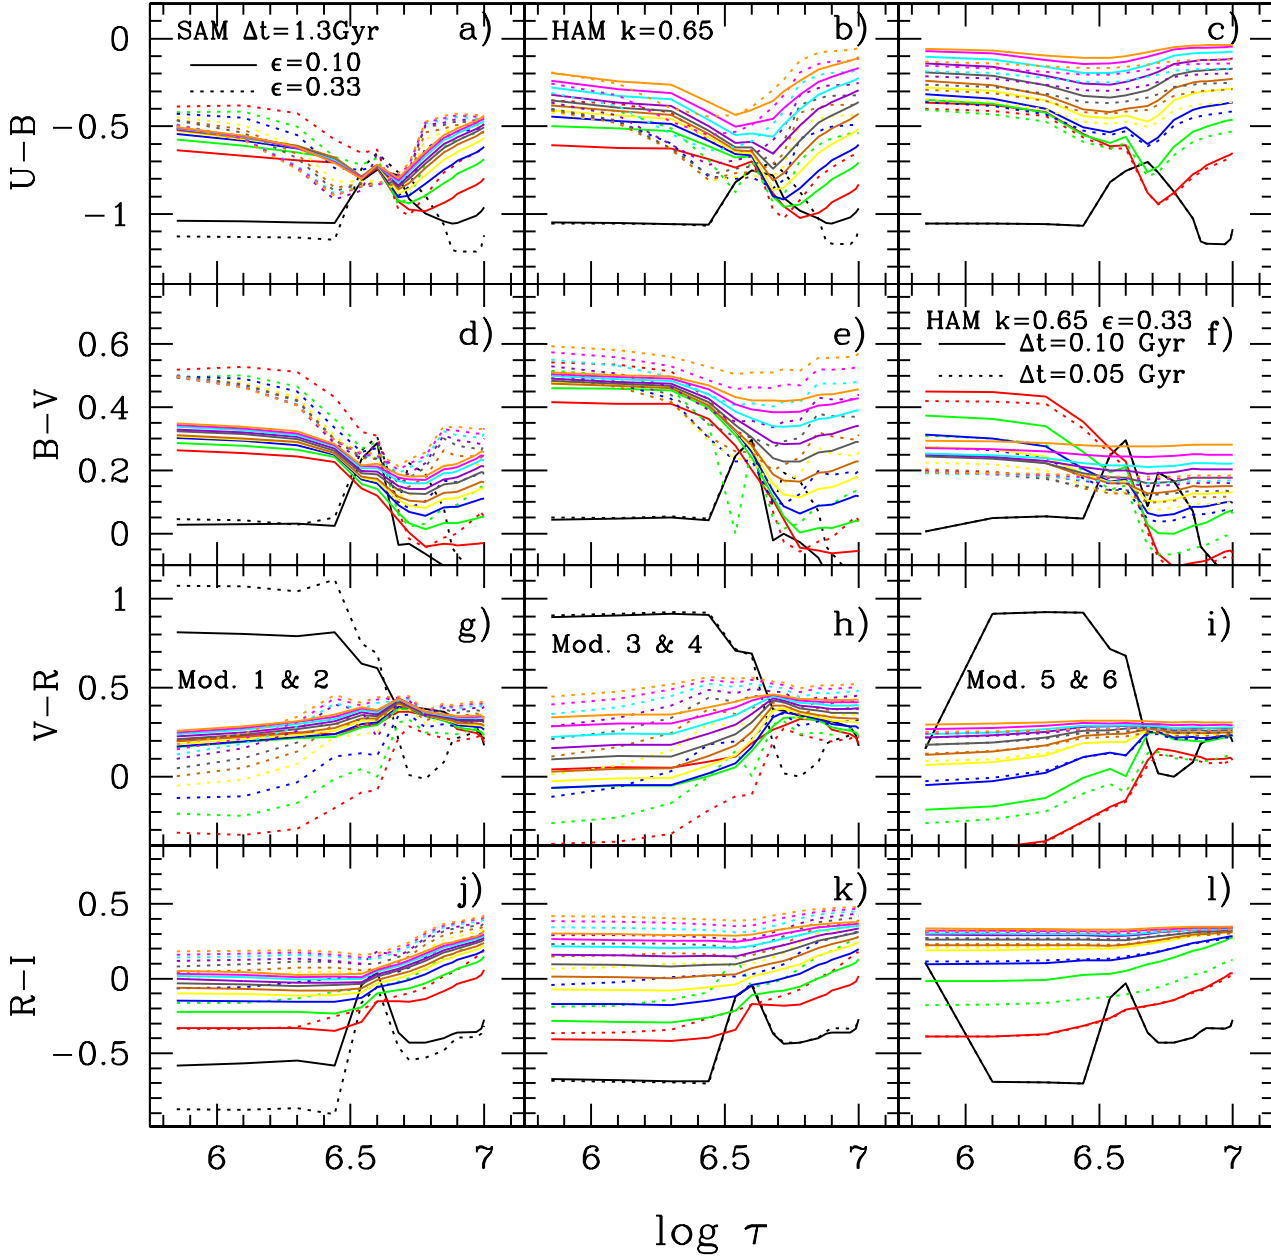 SAM Δt=1.3Gyr
ϵ=0.10
ϵ=0.33
a)
HAM k=0.65
b)
c)
0
−0.5
−1
U−B
d)
e)
HAM k=0.65 ϵ=0.33
Δt=0.10 Gyr
Δt=0.05 Gyr
f)
0.6
0.4
0.2
0
B−V
g)
Mod. 1 & 2
h)
Mod. 3 & 4
i)
Mod. 5 & 6
1
0.5
0
V−R
j)
k)
l)
0.5
0
−0.5
R−I
6 6.5 7 6 6.5 7 6 6.5 7
log τ